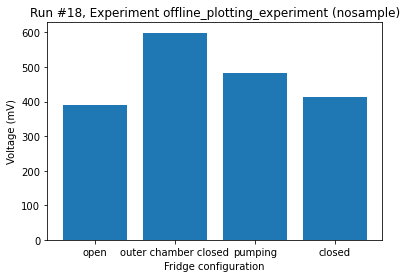 Run #18, Experiment offline_plotting_experiment (nosample)
600
500
400
300
200
100
0
Voltage (mV)
open outer chamber closed pumping closed
Fridge configuration